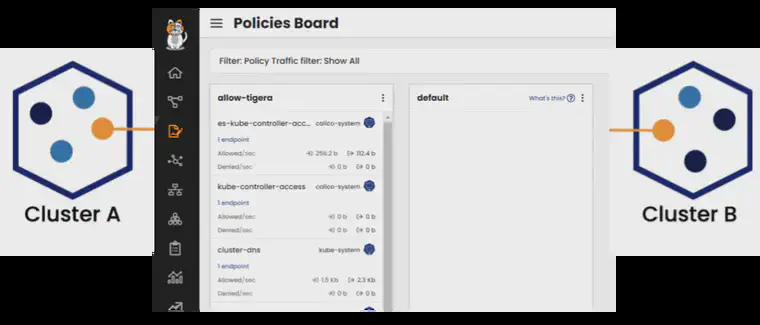 Policies Board
Filter: Policy Traffic filter: Show All
allow-tigera
es-kube-controller-acc... calico-system
1 endpoint
Allowed/sec 256.2 b 112.4 b
Denied/sec 0 b 0 b
kube-controller-access calico-system
1 endpoint
Allowed/sec 0 b 0 b
Denied/sec 0 b 0 b
cluster-dns kube-system
1 endpoint
Allowed/sec 1.5 Kb 2.3 Kb
Denied/sec 0 b 0 b
default What's this?
Cluster A
Cluster B